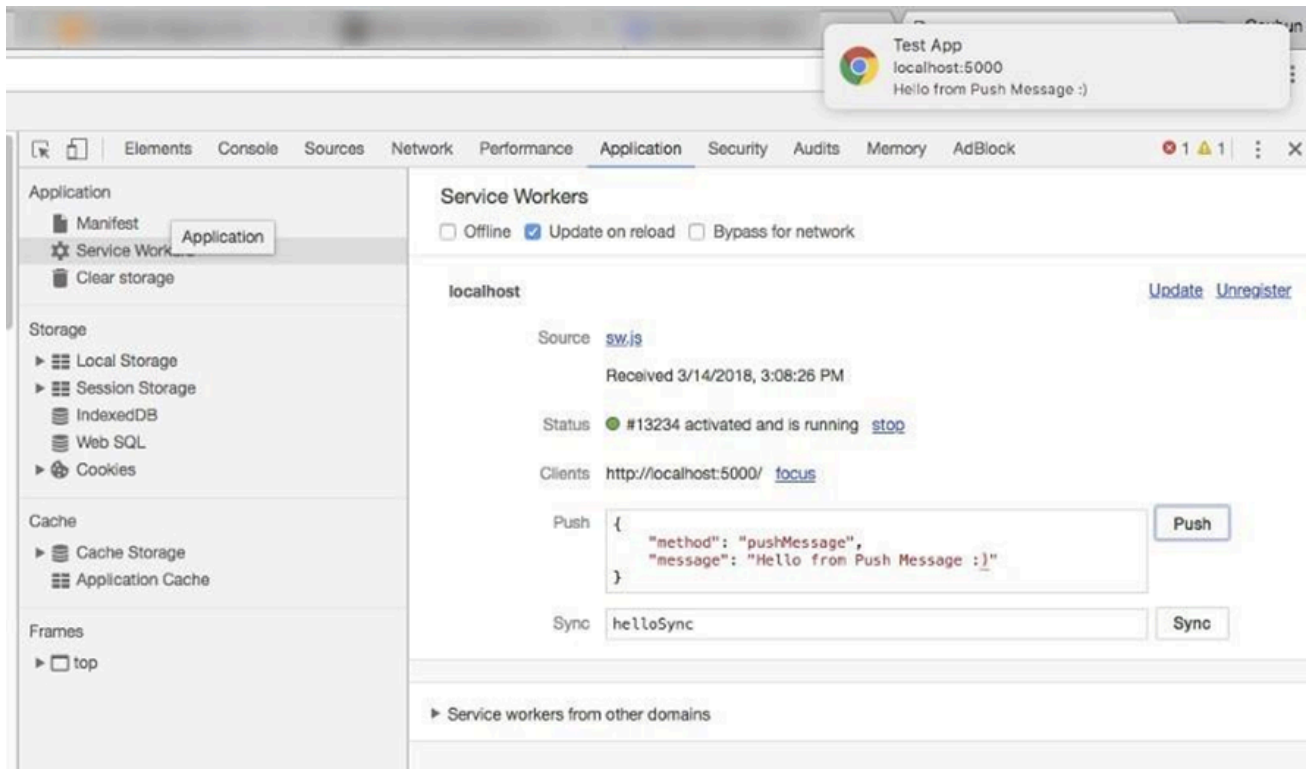 Test App
localhost:5000
Hello from Push Message :)
Elements Console Sources Network Performance Application Security Audits Memory AdBlock 1 1
Application
Manifest
Application
Service
Clear storage
Storage
Local Storage
Session Storage
IndexedDB
Web SQL
Cookies
Cache
Cache Storage
Application Cache
Frames
top
Service Workers
Offline Update on reload Bypass for network
localhost Update Unregister
Source sw.js
Received 3/14/2018, 3:08:26 PM
Status #13234 activated and is running stop
Clients http://localhost:5000/ focus
Push { Push
"method": "pushMessage",
"message": "Hello from Push Message :)"
}
Sync helloSync Sync
Service workers from other domains